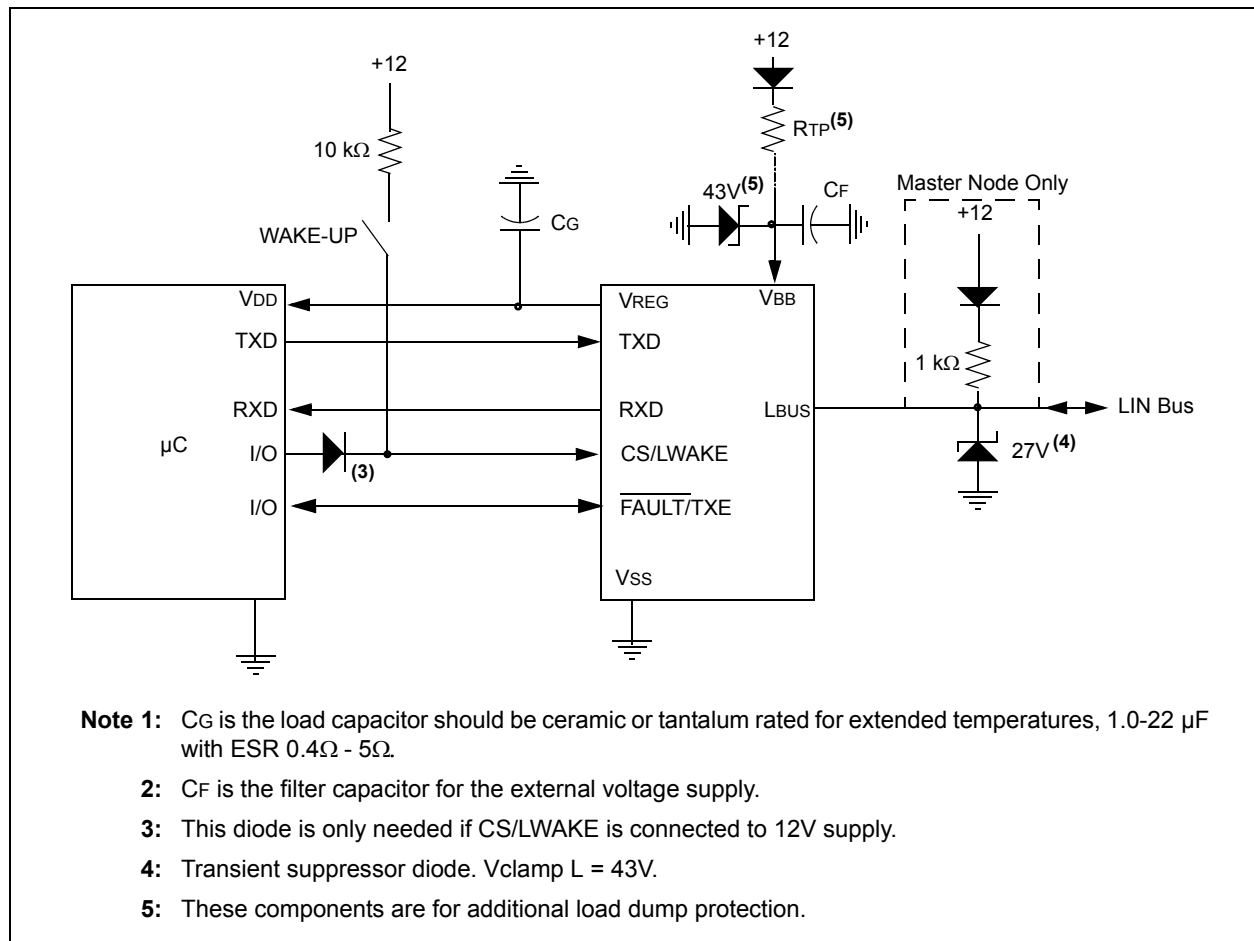 +12
+12
RTP(5)
10 kΩ
43V(5)
CF
Master Node Only
+12
CG
WAKE-UP
VDD
VREG
VBB
TXD
TXD
1 kΩ
RXD
RXD
LBUS
LIN Bus
µC
I/O
(3)
CS/LWAKE
27V(4)
I/O
FAULT/TXE
VSS
Note 1: CG is the load capacitor should be ceramic or tantalum rated for extended temperatures, 1.0-22 µF
with ESR 0.4Ω - 5Ω.
2: CF is the filter capacitor for the external voltage supply.
3: This diode is only needed if CS/LWAKE is connected to 12V supply.
4: Transient suppressor diode. Vclamp L = 43V.
5: These components are for additional load dump protection.